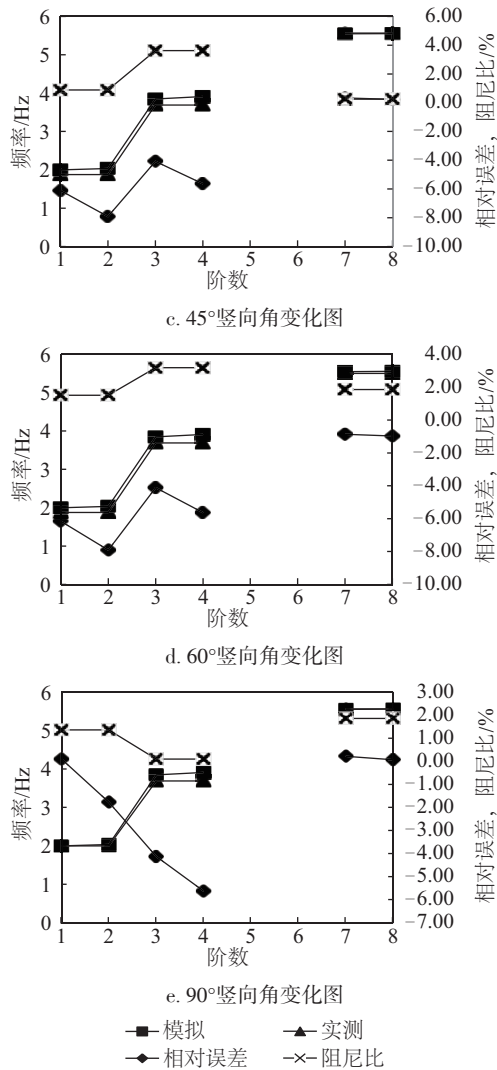 6 5 4 3 2 1 0
频率/Hz
6.00 4.00 2.00 0.00 -2.00 -4.00 -6.00 -8.00 -10.00
相对误差，阻尼比/%
1 2 3 4 5 6 7 8
阶数
c. 45°竖向角变化图
6 5 4 3 2 1 0
频率/Hz
4.00 2.00 0.00 -2.00 -4.00 -6.00 -8.00 -10.00
相对误差，阻尼比/%
1 2 3 4 5 6 7 8
阶数
d. 60°竖向角变化图
6 5 4 3 2 1 0
频率/Hz
3.00 2.00 1.00 0.00 -1.00 -2.00 -3.00 -4.00 -5.00 -6.00 -7.00
相对误差，阻尼比/%
1 2 3 4 5 6 7 8
阶数
e. 90°竖向角变化图
模拟 实测
相对误差 阻尼比